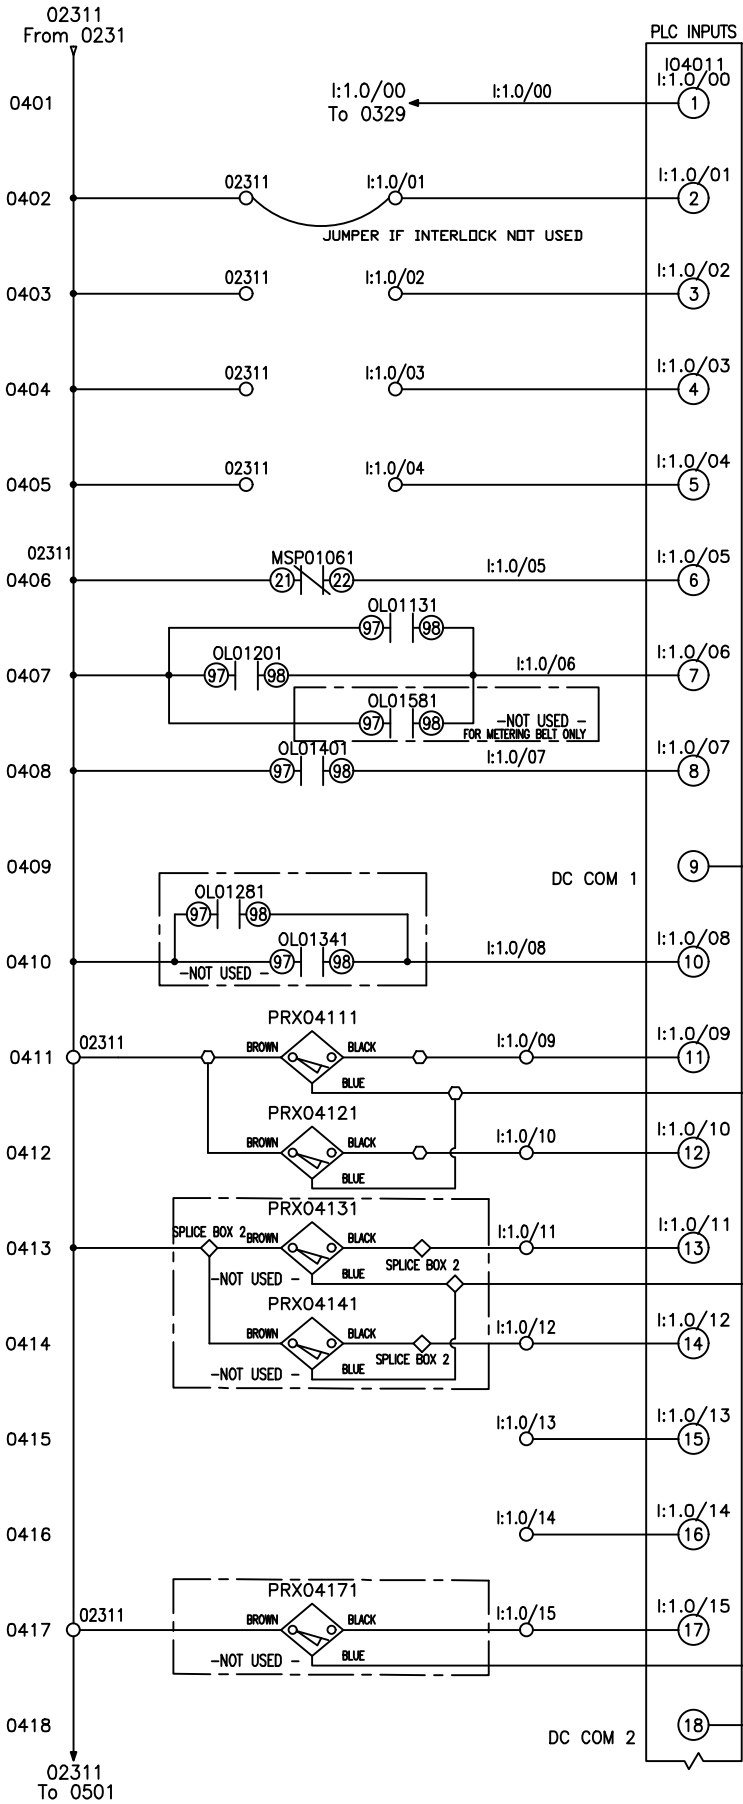 02311
From 0231
PLC INPUTS
IO4011
0401
I:1.0/00
To 0329
I:1.0/00
I:1.0/00
1
0402
02311
I:1.0/01
I:1.0/01
2
JUMPER IF INTERLOCK NOT USED
0403
02311
I:1.0/02
I:1.0/02
3
0404
02311
I:1.0/03
I:1.0/03
4
0405
02311
I:1.0/04
I:1.0/04
5
02311
0406
MSP01061
21
22
I:1.0/05
I:1.0/05
6
OL01131
97
98
0407
OL01201
97
98
I:1.0/06
I:1.0/06
7
OL01581
97
98
-NOT USED -
FOR METERING BELT ONLY
0408
OL01401
97
98
I:1.0/07
I:1.0/07
8
0409
DC COM 1
9
OL01281
97
98
0410
OL01341
97
98
-NOT USED -
I:1.0/08
I:1.0/08
10
PRX04111
0411
02311
BROWN
BLACK
I:1.0/09
I:1.0/09
11
BLUE
PRX04121
0412
BROWN
BLACK
I:1.0/10
I:1.0/10
12
BLUE
PRX04131
0413
SPLICE BOX 2
BROWN
BLACK
I:1.0/11
I:1.0/11
13
SPLICE BOX 2
-NOT USED -
BLUE
PRX04141
0414
BROWN
BLACK
I:1.0/12
I:1.0/12
14
SPLICE BOX 2
-NOT USED -
BLUE
0415
I:1.0/13
I:1.0/13
15
0416
I:1.0/14
I:1.0/14
16
PRX04171
0417
02311
BROWN
BLACK
I:1.0/15
I:1.0/15
17
-NOT USED -
BLUE
0418
DC COM 2
18
02311
To 0501